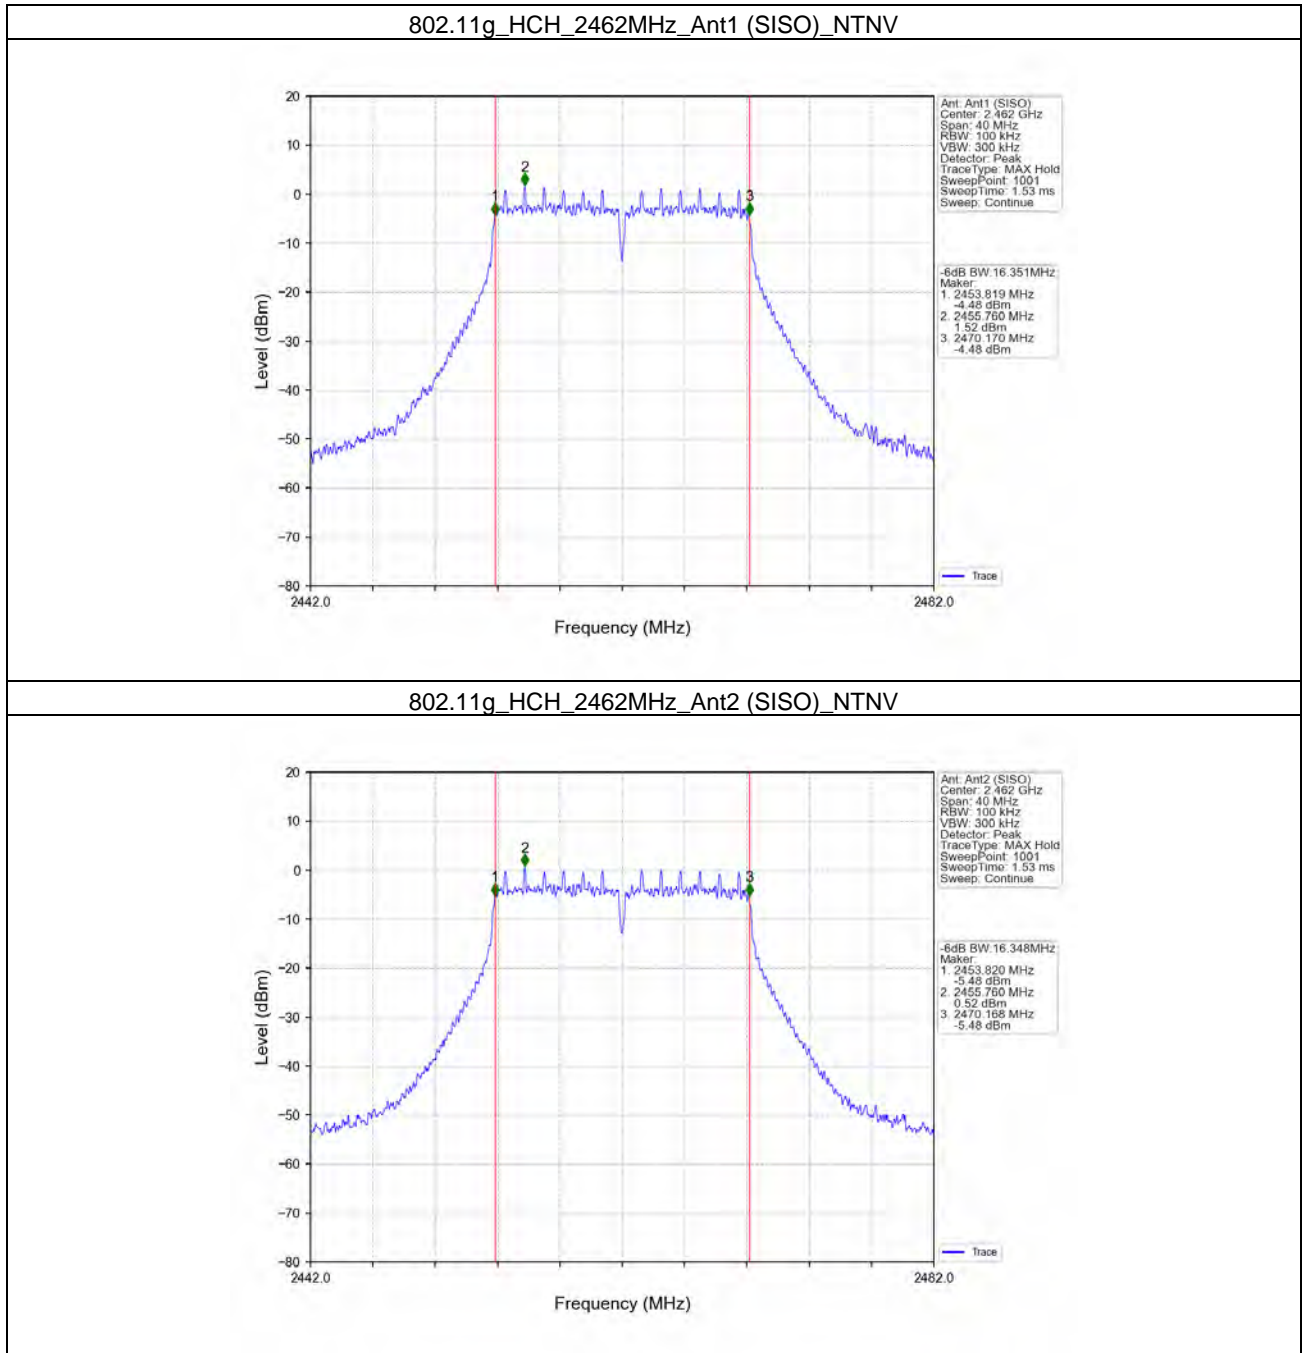 802.11g_HCH_2462MHz_Ant1 (SISO)_NTNV
20
10
0
−10
−20
−30
−40
−50
−60
−70
−80
Level (dBm)
1
2
3
2442.0
2482.0
Frequency (MHz)
Ant: Ant1 (SISO)
Center: 2.462 GHz
Span: 40 MHz
RBW: 100 kHz
VBW: 300 kHz
Detector: Peak
TraceType: MAX Hold
SweepPoint: 1001
SweepTime: 1.53 ms
Sweep: Continue
-6dB BW:16.351MHz
Maker:
1. 2453.819 MHz
-4.48 dBm
2. 2455.760 MHz
1.52 dBm
3. 2470.170 MHz
-4.48 dBm
Trace
802.11g_HCH_2462MHz_Ant2 (SISO)_NTNV
20
10
0
−10
−20
−30
−40
−50
−60
−70
−80
Level (dBm)
1
2
3
2442.0
2482.0
Frequency (MHz)
Ant: Ant2 (SISO)
Center: 2.462 GHz
Span: 40 MHz
RBW: 100 kHz
VBW: 300 kHz
Detector: Peak
TraceType: MAX Hold
SweepPoint: 1001
SweepTime: 1.53 ms
Sweep: Continue
-6dB BW:16.348MHz
Maker:
1. 2453.820 MHz
-5.48 dBm
2. 2455.760 MHz
0.52 dBm
3. 2470.168 MHz
-5.48 dBm
Trace